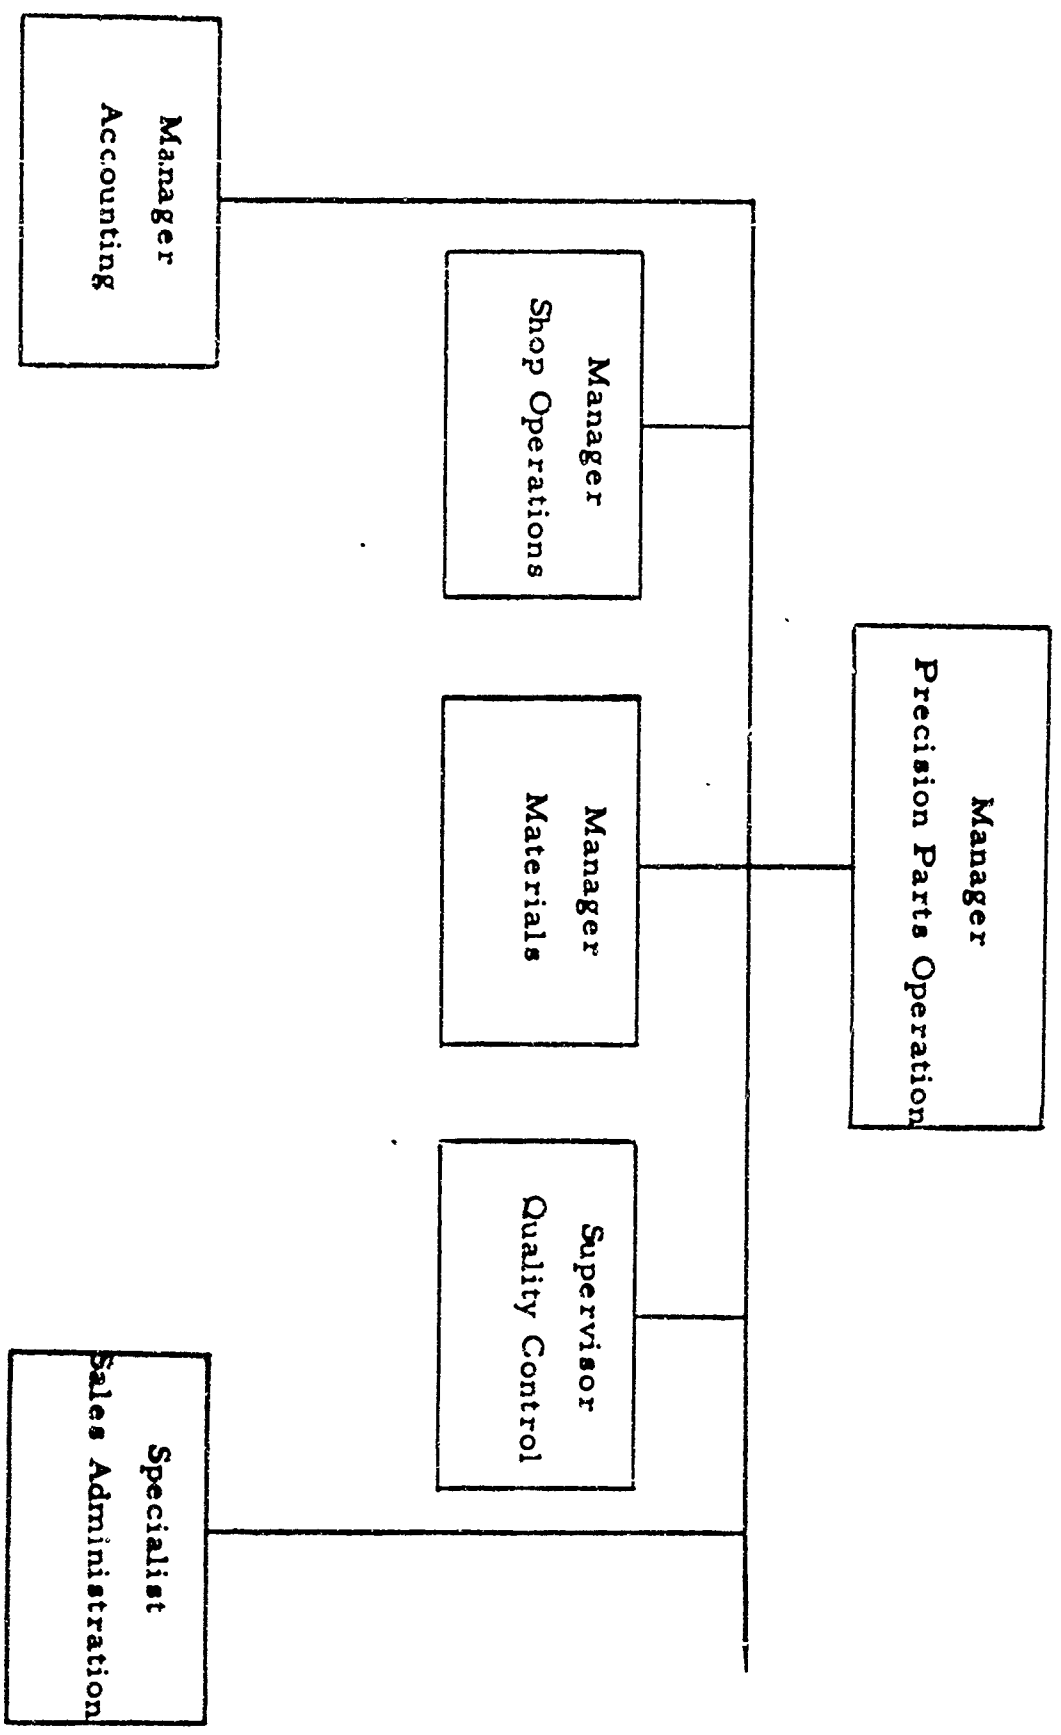 Manager
Precision Parts Operation
Manager
Shop Operations
Manager
Materials
Supervisor
Quality Control
Manager
Accounting
Specialist
Sales Administration